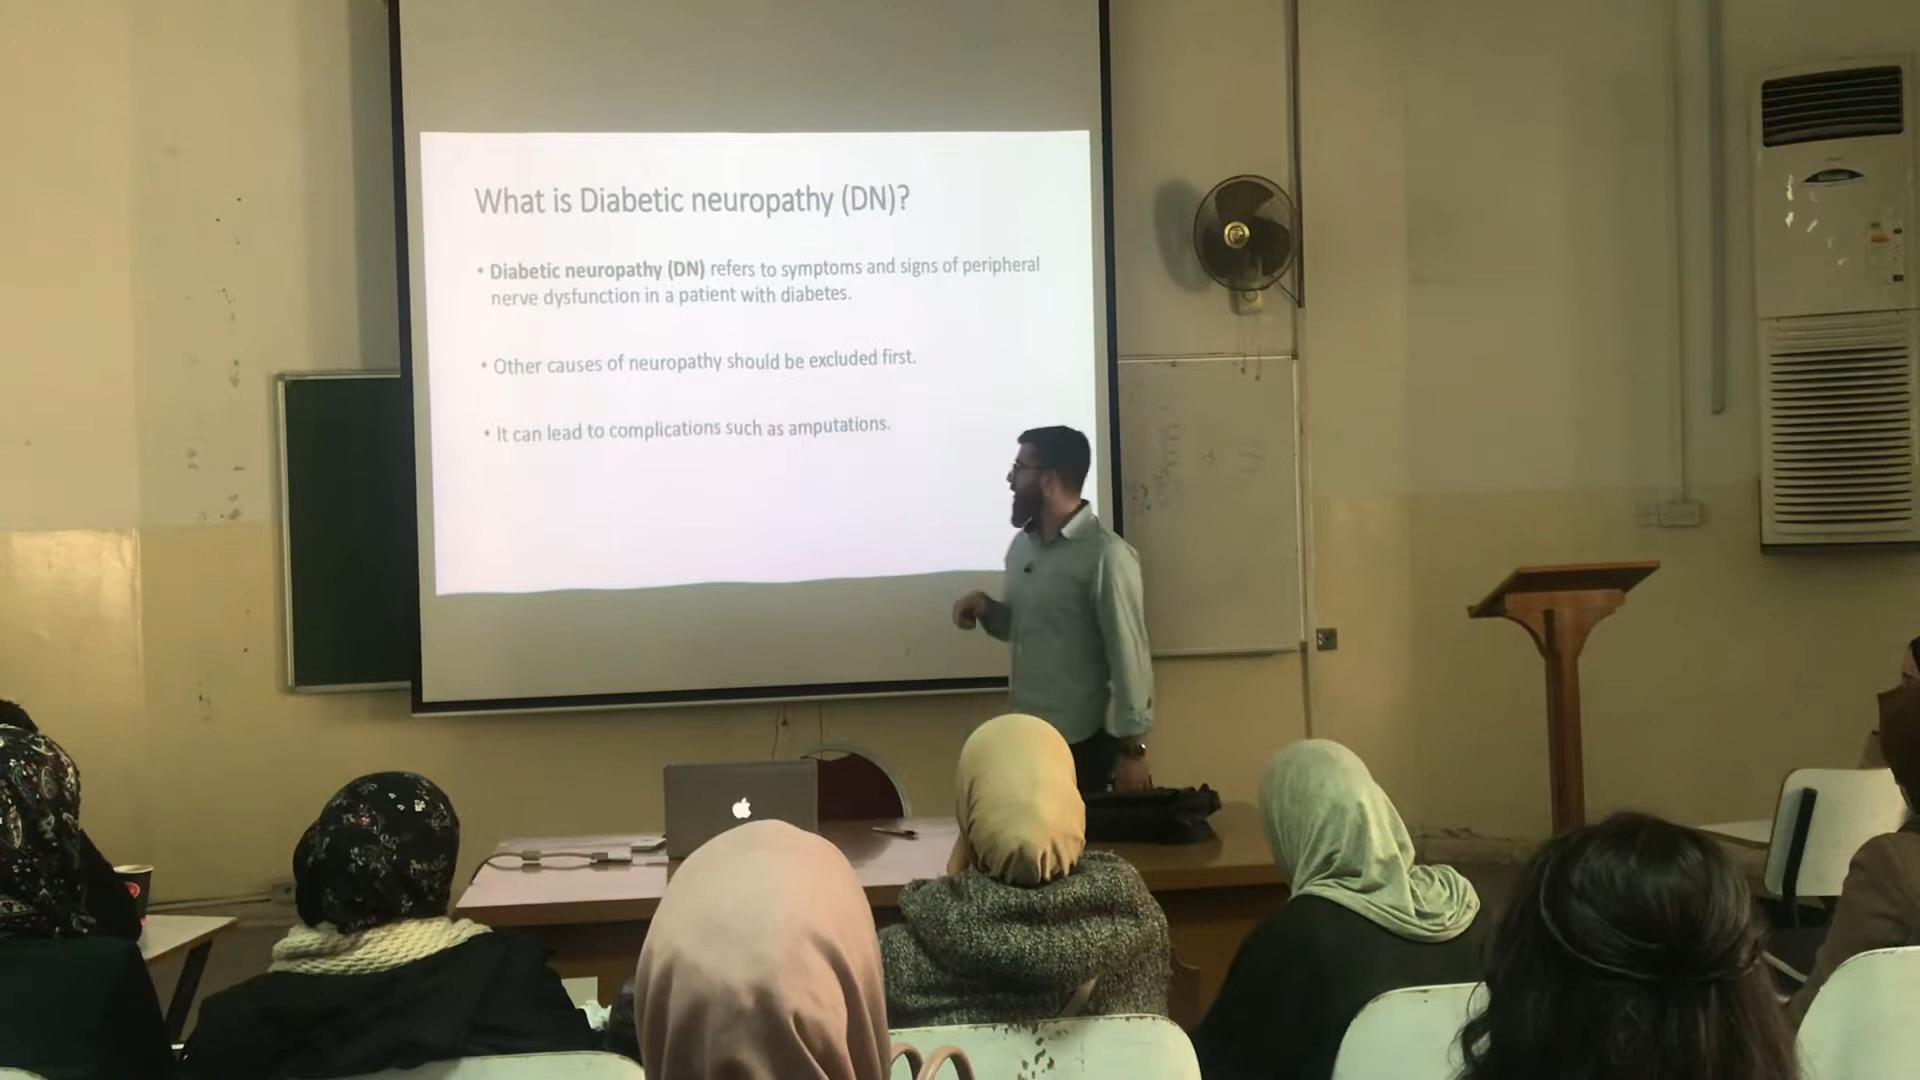 What is Diabetic neuropathy (DN)?
• Diabetic neuropathy (DN) refers to symptoms and signs of peripheral
nerve dysfunction in a patient with diabetes.
• Other causes of neuropathy should be excluded first.
• It can lead to complications such as amputations.